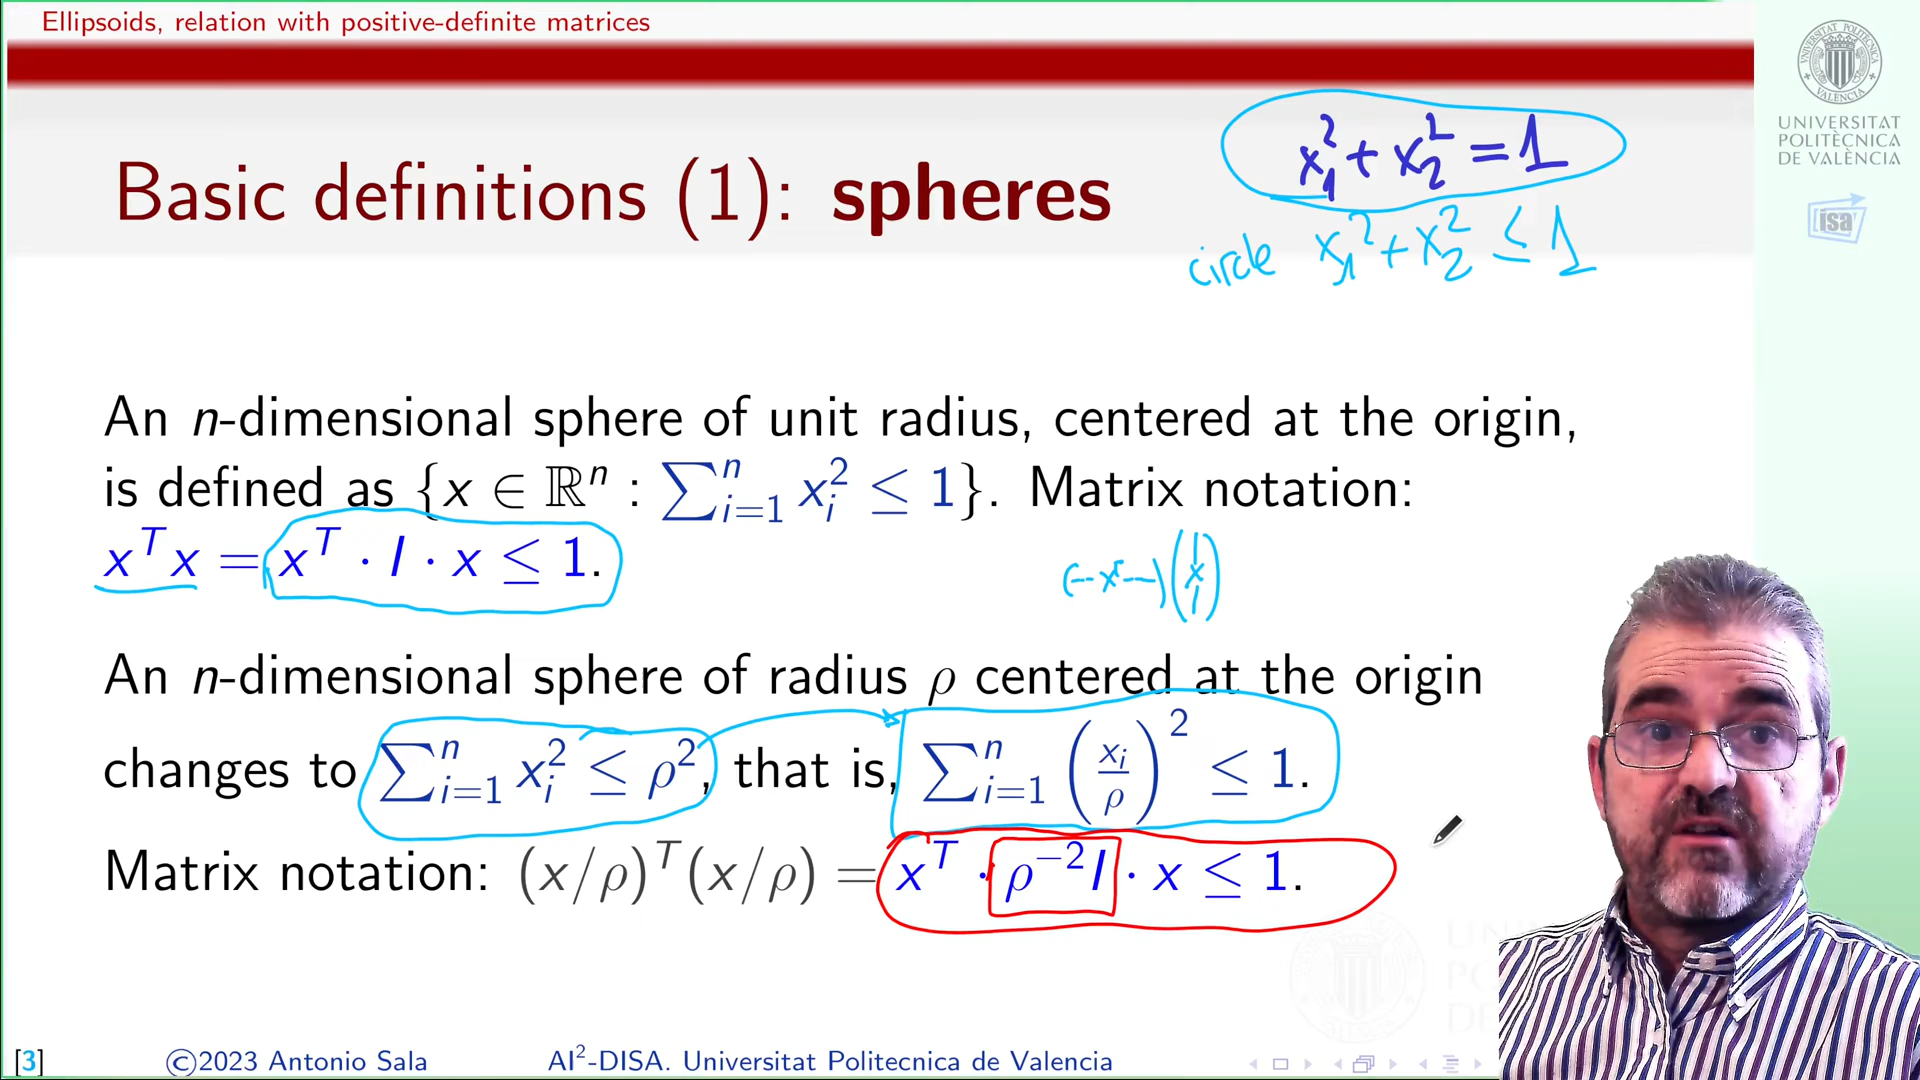 Ellipsoids, relation with positive-definite matrices
UNIVERSITAT
POLITÈCNICA
DE VALÈNCIA
isa
Basic definitions (1): spheres
x₁² + x₂² = 1
circle x₁² + x₂² ≤ 1
An n-dimensional sphere of unit radius, centered at the origin,
is defined as {x ∈ ℝⁿ : ∑ⁿᵢ₌₁ xᵢ² ≤ 1}. Matrix notation:
xᵀx = xᵀ · I · x ≤ 1.
(--xᵀ--)(x)
An n-dimensional sphere of radius ρ centered at the origin
changes to ∑ⁿᵢ₌₁ xᵢ² ≤ ρ², that is, ∑ⁿᵢ₌₁ (xᵢ/ρ)² ≤ 1.
Matrix notation: (x/ρ)ᵀ(x/ρ) = xᵀ · ρ⁻²I · x ≤ 1.
[3] ©2023 Antonio Sala AI²-DISA. Universitat Politecnica de Valencia